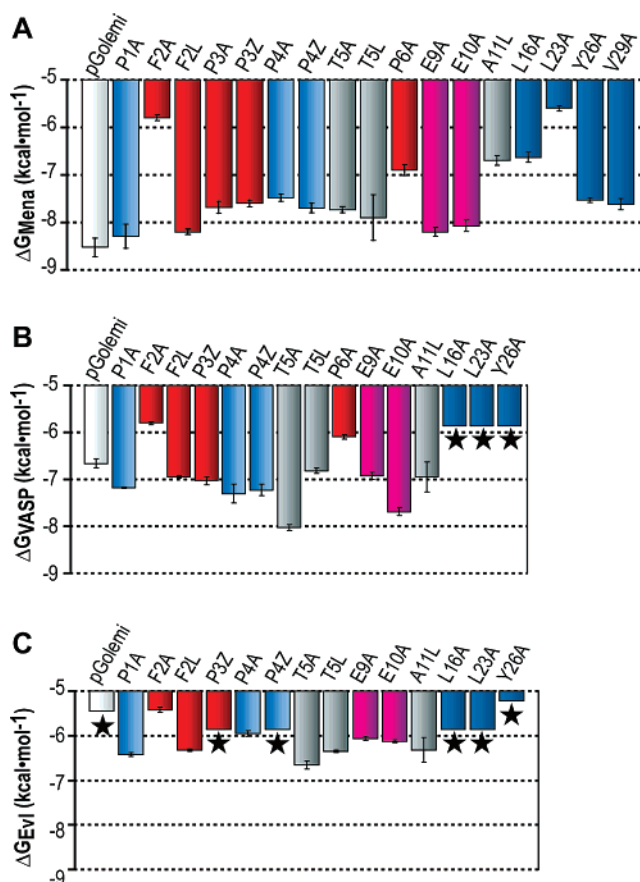 A
pGolemi P1A F2A F2L P3A P3Z P4A P4Z T5A T5L P6A E9A E10A A11L L16A L23A Y26A V29A
ΔGMena (kcal•mol-1)
-5
-6
-7
-8
-9
B
pGolemi P1A F2A F2L P3Z P4A P4Z T5A T5L P6A E9A E10A A11L L16A L23A Y26A
ΔGVASP (kcal•mol-1)
-5
-6
-7
-8
-9
C
pGolemi P1A F2A F2L P3Z P4A P4Z T5A T5L E9A E10A A11L L16A L23A Y26A
ΔGEvl (kcal•mol-1)
-5
-6
-7
-8
-9